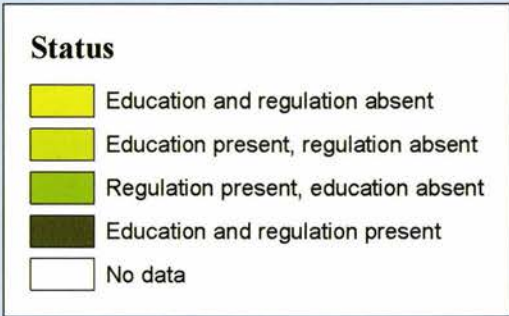 Status
Education and regulation absent
Education present, regulation absent
Regulation present, education absent
Education and regulation present
No data